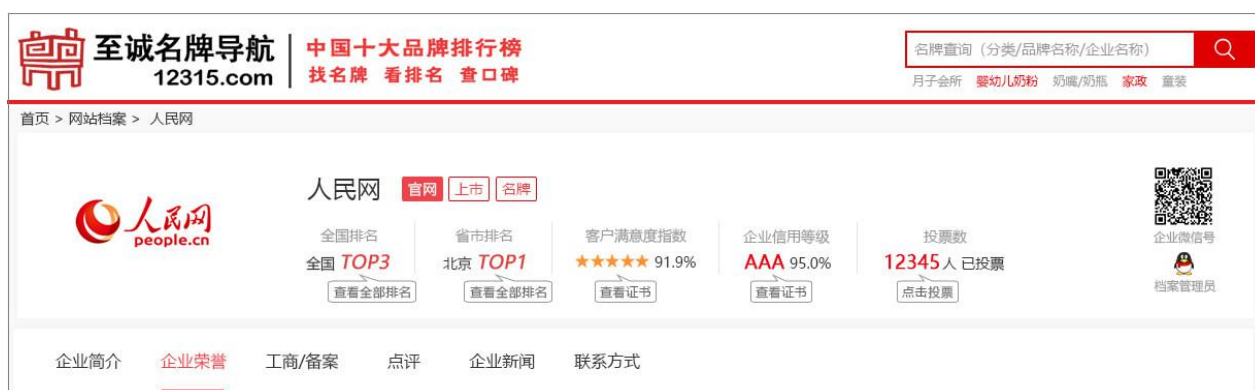 至诚名牌导航
12315.com
中国十大品牌排行榜
找名牌 看排名 查口碑
名牌查询（分类/品牌名称/企业名称）
月子会所 婴幼儿奶粉 奶嘴/奶瓶 家政 童装
首页 > 网站档案 > 人民网
人民网
people.cn
人民网 官网 上市 名牌
全国排名 省市排名 客户满意度指数 企业信用等级 投票数
全国 TOP3 北京 TOP1 ★★★★★ 91.9% AAA 95.0% 12345人 已投票
查看全部排名 查看全部排名 查看证书 查看证书 点击投票
企业微信号
档案管理员
企业简介 企业荣誉 工商/备案 点评 企业新闻 联系方式